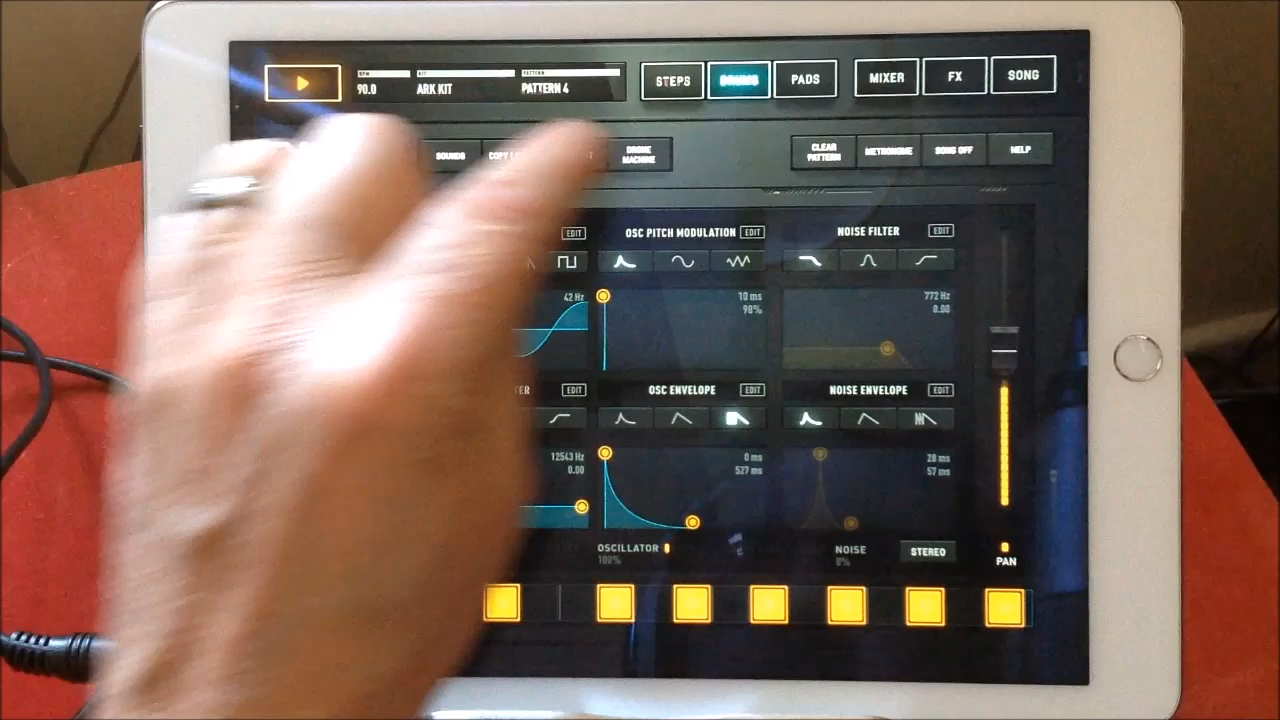 BPM KIT PATTERN
90.0 ARK KIT PATTERN 4
STEPS DRUMS PADS MIXER FX SONG
SOUNDS
DRONE
MACHINE
CLEAR
PATTERN
METRONOME SONG OFF HELP
EDIT OSC PITCH MODULATION EDIT NOISE FILTER EDIT
42 Hz 10 ms 772 Hz
90% 0.00
EDIT OSC ENVELOPE EDIT NOISE ENVELOPE EDIT
12543 Hz 0 ms 28 ms
0.00 527 ms 57 ms
OSCILLATOR NOISE STEREO
100% 0%
PAN